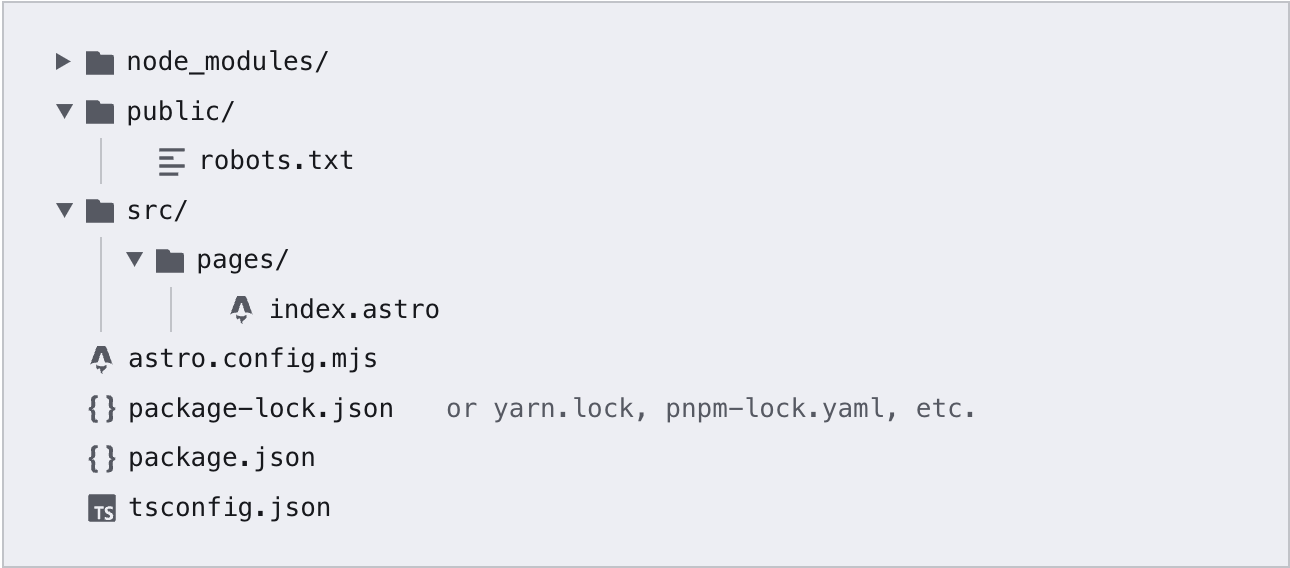 node_modules/
public/
robots.txt
src/
pages/
index.astro
astro.config.mjs
package-lock.json or yarn.lock, pnpm-lock.yaml, etc.
package.json
TS tsconfig.json